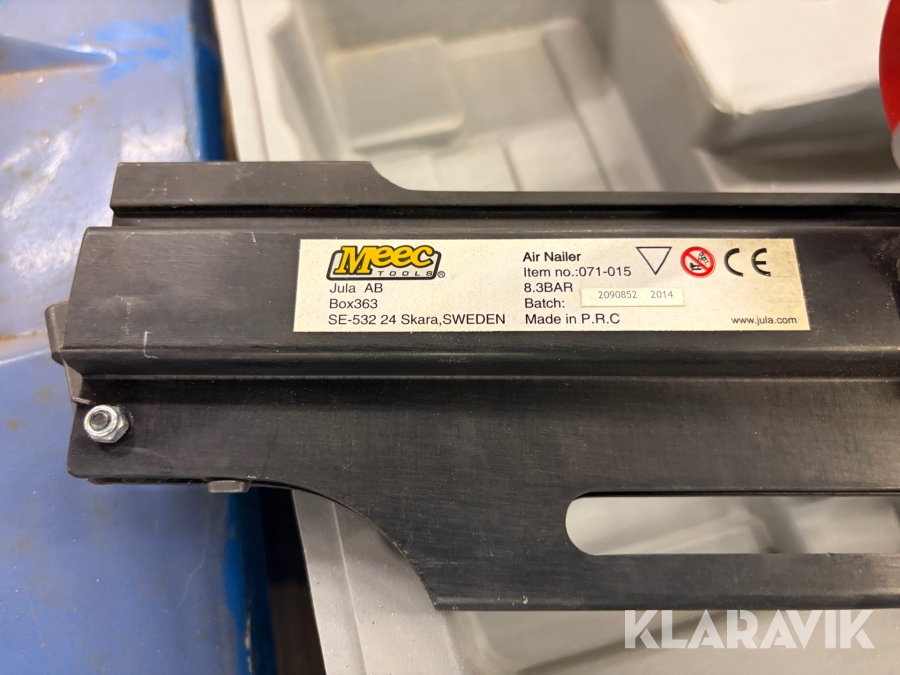 Meec
TOOLS®
Jula AB
Box363
SE-532 24 Skara,SWEDEN
Air Nailer
Item no.:071-015
8.3BAR
Batch: 2090852 2014
Made in P.R.C
CE
www.jula.com
KLARAVIK